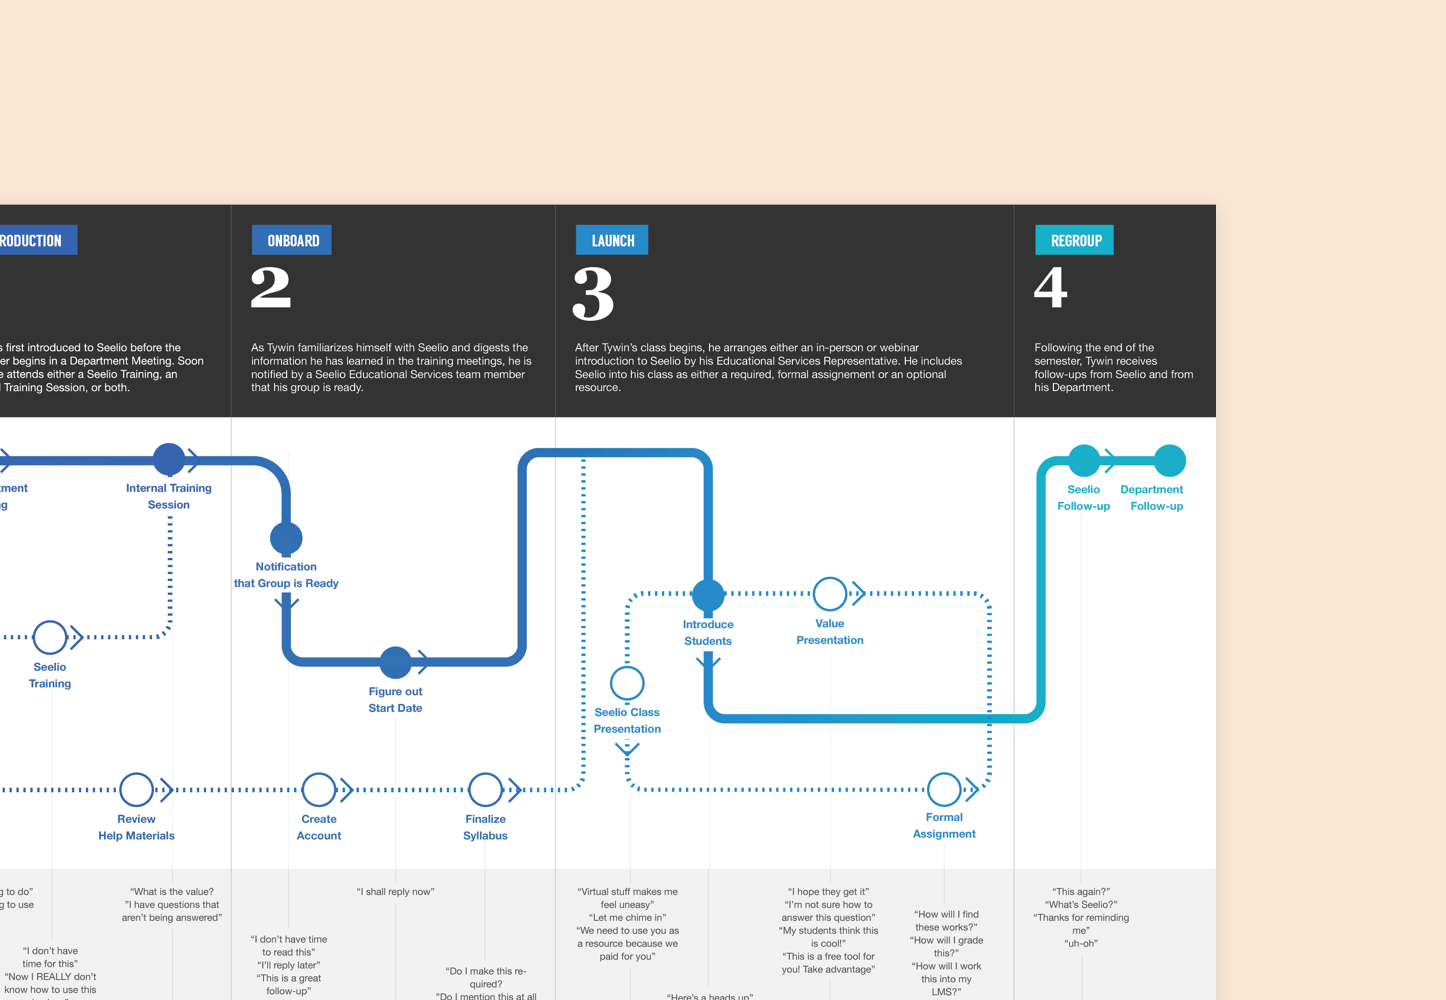 RODUCTION
s first introduced to Seelio before the
er begins in a Department Meeting. Soon
e attends either a Seelio Training, an
l Training Session, or both.
ONBOARD
2
As Tywin familiarizes himself with Seelio and digests the
information he has learned in the training meetings, he is
notified by a Seelio Educational Services team member
that his group is ready.
LAUNCH
3
After Tywin’s class begins, he arranges either an in-person or webinar
introduction to Seelio by his Educational Services Representative. He includes
Seelio into his class as either a required, formal assignement or an optional
resource.
REGROUP
4
Following the end of the
semester, Tywin receives
follow-ups from Seelio and from
his Department.
tment
ng
Internal Training
Session
Notification
that Group is Ready
Seelio
Training
Figure out
Start Date
Introduce
Students
Value
Presentation
Seelio Class
Presentation
Seelio
Follow-up
Department
Follow-up
Review
Help Materials
Create
Account
Finalize
Syllabus
Formal
Assignment
g to do”
g to use
“I don’t have
time for this”
“Now I REALLY don’t
know how to use this
“What is the value?
”I have questions that
aren’t being answered”
“I don’t have time
to read this”
“I’ll reply later”
“This is a great
follow-up”
“I shall reply now”
“Do I make this re-
quired?
”Do I mention this at all
“Virtual stuff makes me
feel uneasy”
“Let me chime in”
“We need to use you as
a resource because we
paid for you”
“Here’s a heads up”
“I hope they get it”
“I’m not sure how to
answer this question”
“My students think this
is cool!”
“This is a free tool for
you! Take advantage”
“How will I find
these works?”
“How will I grade
this?”
“How will I work
this into my
LMS?”
“This again?”
“What’s Seelio?”
“Thanks for reminding
me”
“uh-oh”